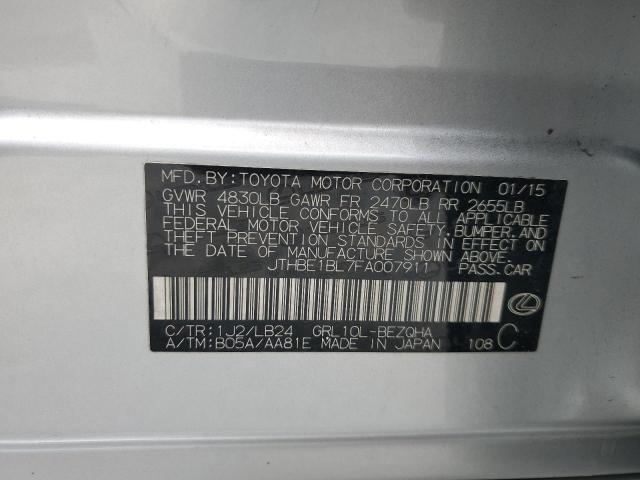 MFD. BY: TOYOTA MOTOR CORPORATION 01/15
GVWR 4830LB GAWR FR 2470LB RR 2655LB
THIS VEHICLE CONFORMS TO ALL APPLICABLE
FEDERAL MOTOR VEHICLE SAFETY, BUMPER, AND
THEFT PREVENTION STANDARDS IN EFFECT ON
THE DATE OF MANUFACTURE SHOWN ABOVE.
JTHBE1BL7FA007911 PASS. CAR
C/TR: 1J2/LB24 GRL10L-BEZQHA
A/TM: B05A/AA81E MADE IN JAPAN 108 C